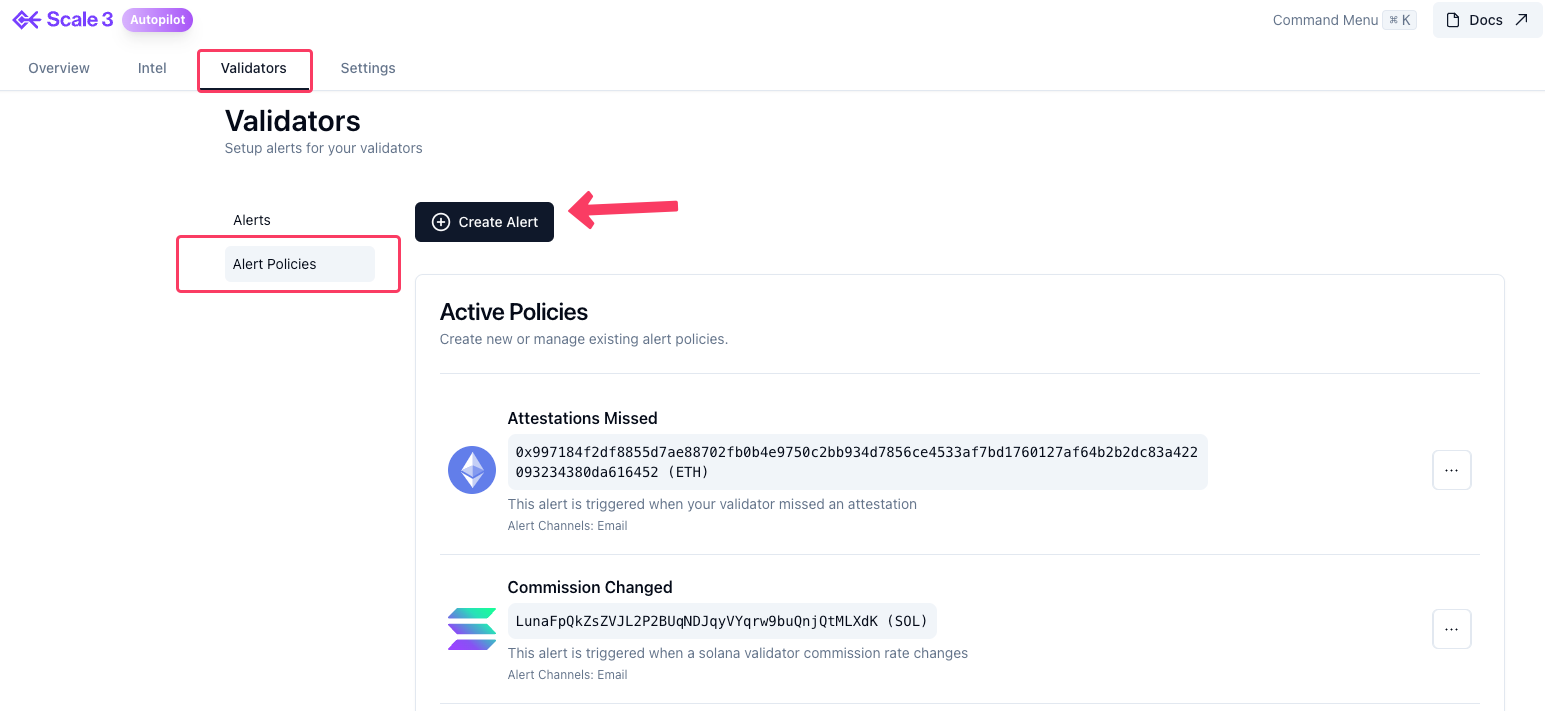 Scale 3 Autopilot
Command Menu ⌘ K
Docs
Overview
Intel
Validators
Settings
Validators
Setup alerts for your validators
Alerts
Alert Policies
Create Alert
Active Policies
Create new or manage existing alert policies.
Attestations Missed
0x997184f2df8855d7ae88702fb0b4e9750c2bb934d7856ce4533af7bd1760127af64b2b2dc83a422
093234380da616452 (ETH)
This alert is triggered when your validator missed an attestation
Alert Channels: Email
Commission Changed
LunaFpQkZsZVJL2P2BUqNDJqyVYqrw9buQnjQtMLXdK (SOL)
This alert is triggered when a solana validator commission rate changes
Alert Channels: Email